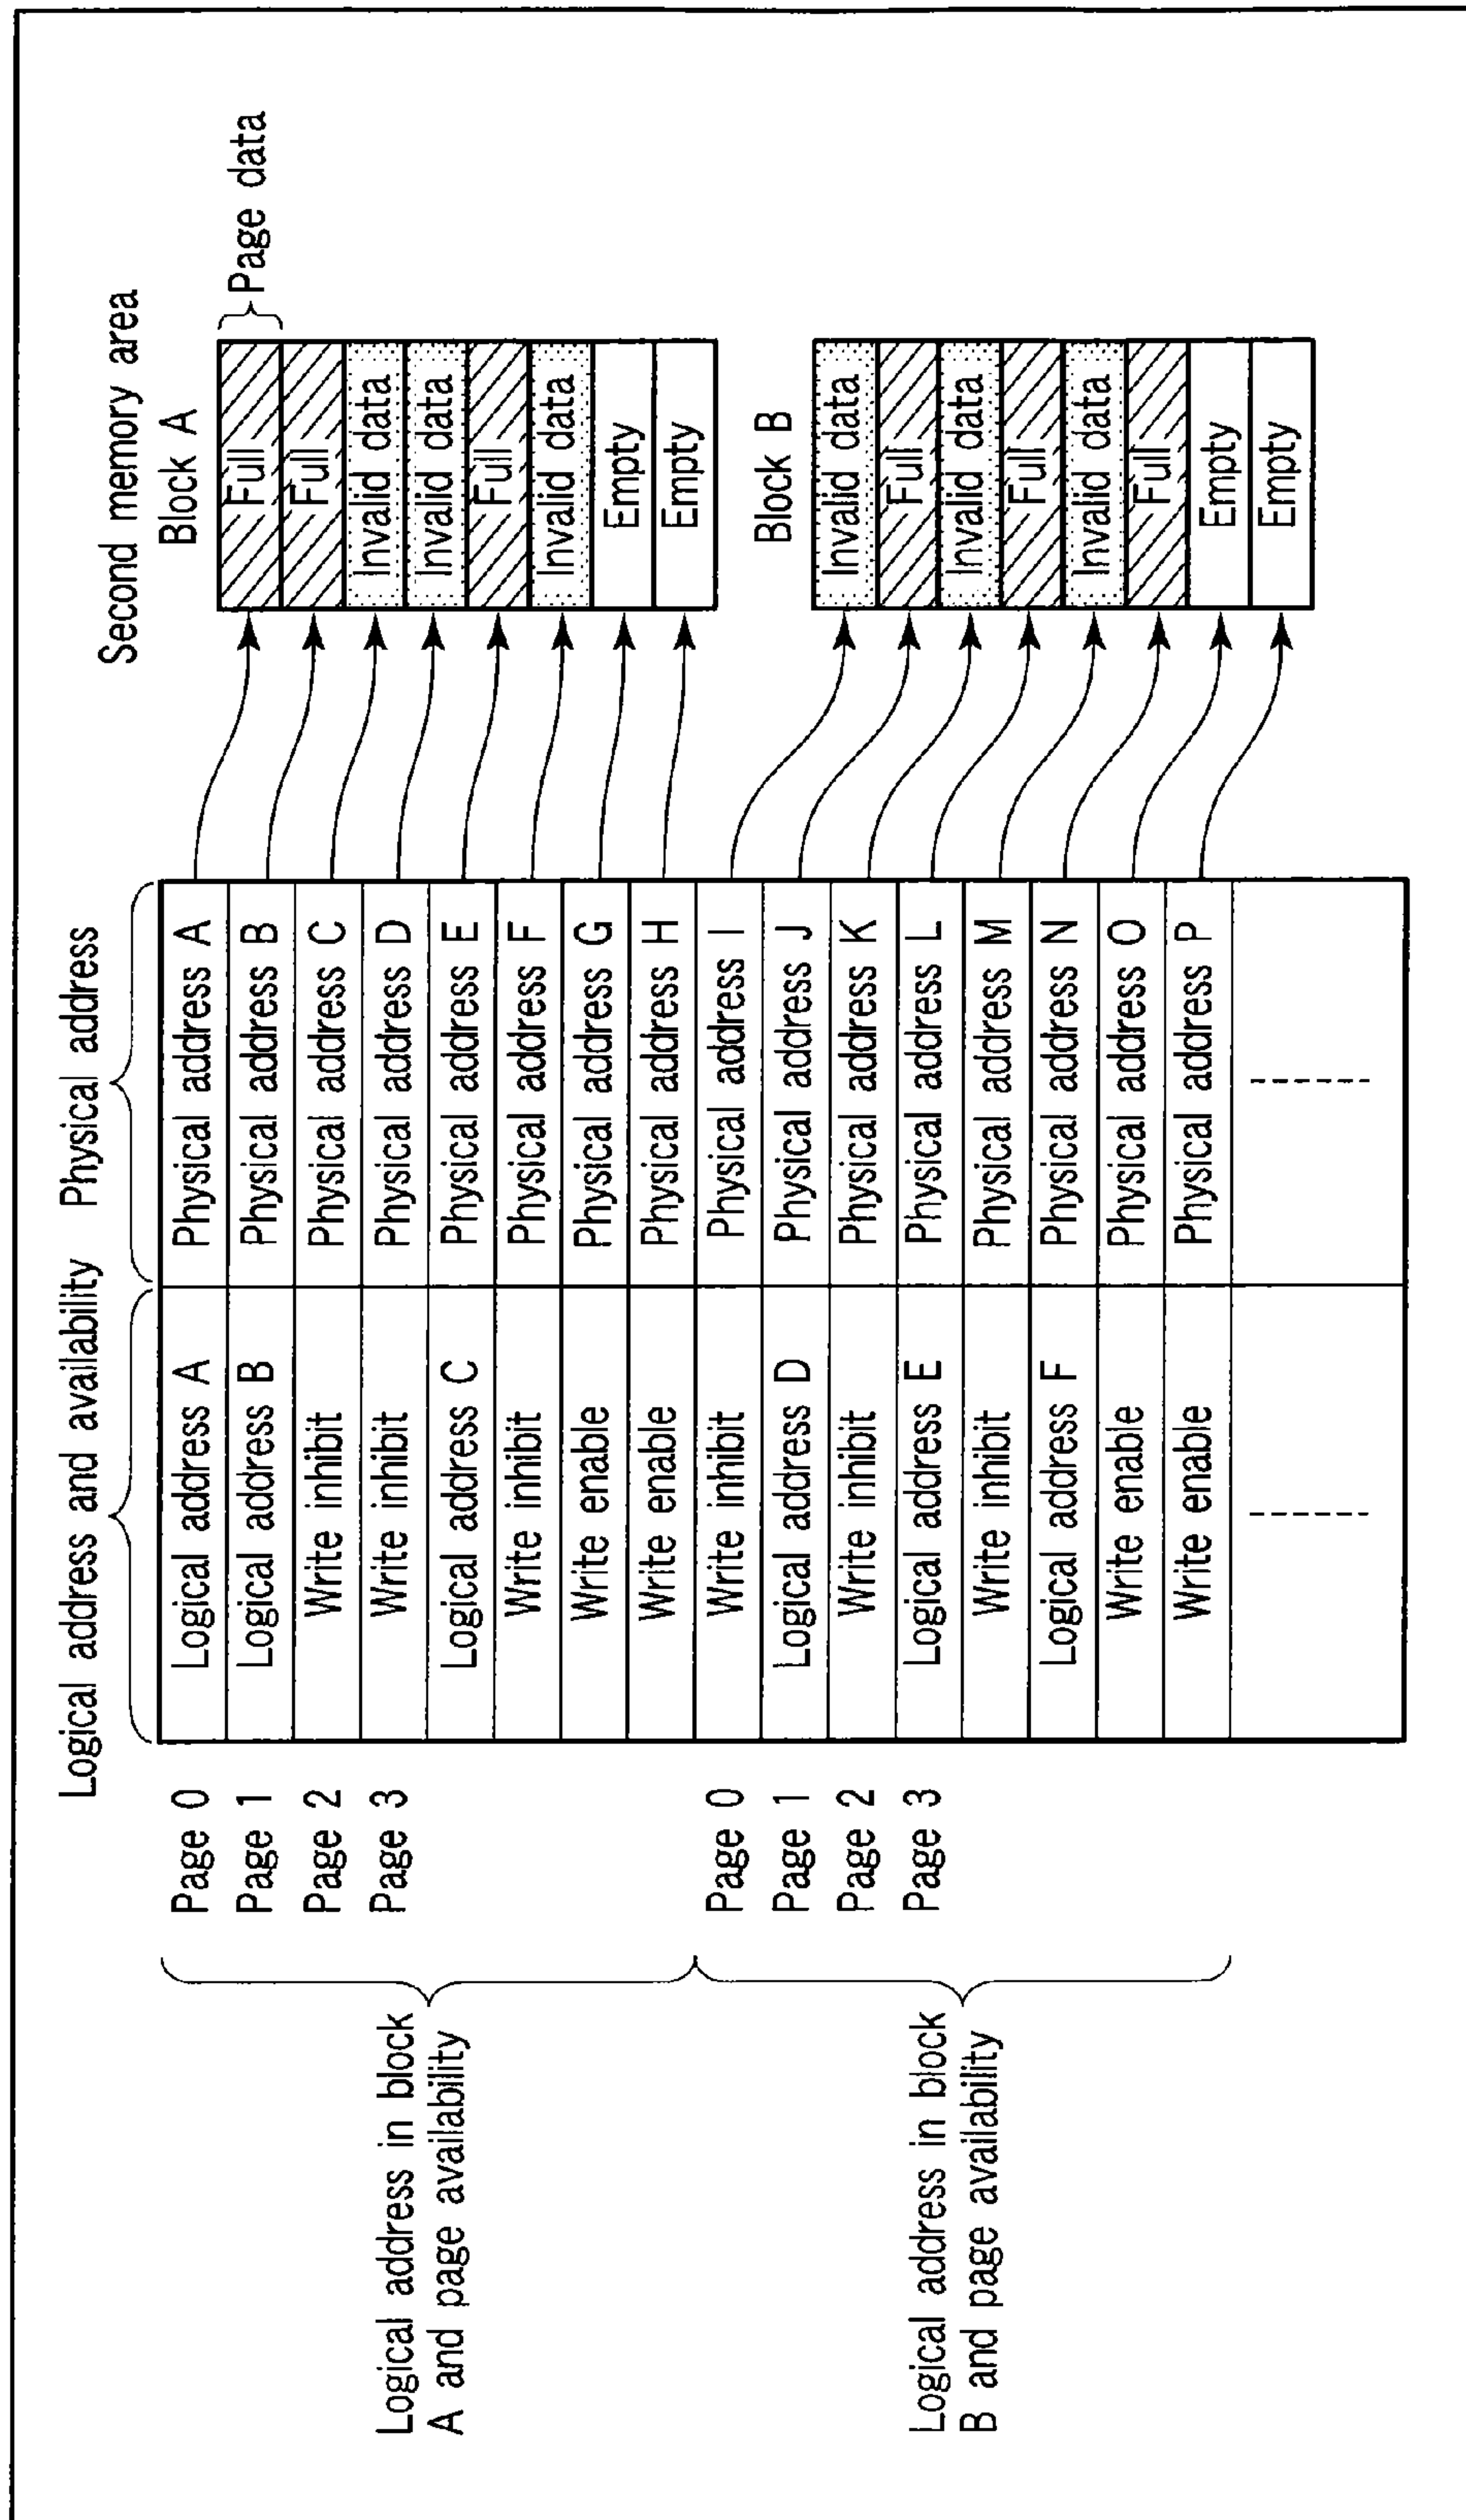 Logical address and availability
Physical address
Second memory area
Logical address in block
A and page availability
Page 0
Page 1
Page 2
Page 3
Logical address A
Physical address A
Logical address B
Physical address B
Write inhibit
Physical address C
Write inhibit
Physical address D
Logical address C
Physical address E
Write inhibit
Physical address F
Write enable
Physical address G
Write enable
Physical address H
Block A
Page data
Full
Full
Invalid data
Invalid data
Full
Invalid data
Empty
Empty
Logical address in block
B and page availability
Page 0
Page 1
Page 2
Page 3
Write inhibit
Physical address I
Logical address D
Physical address J
Write inhibit
Physical address K
Logical address E
Physical address L
Write inhibit
Physical address M
Logical address F
Physical address N
Write enable
Physical address O
Write enable
Physical address P
Block B
Invalid data
Full
Invalid data
Full
Invalid data
Full
Empty
Empty